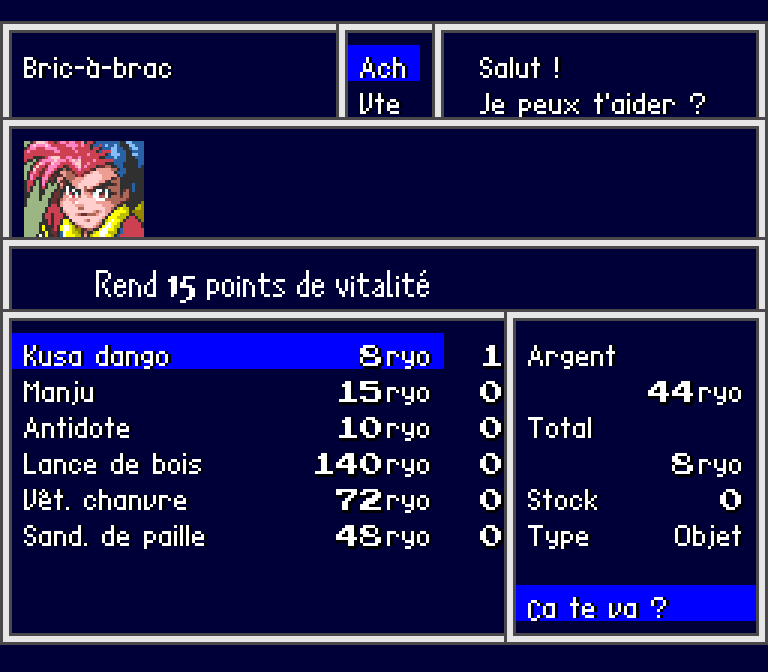 Bric-à-brac
Ach
Vte
Salut !
Je peux t'aider ?
Rend 15 points de vitalité
Kusa dango 8ryo 1
Manju 15ryo 0
Antidote 10ryo 0
Lance de bois 140ryo 0
Vêt. chanvre 72ryo 0
Sand. de paille 48ryo 0
Argent
44ryo
Total
8ryo
Stock 0
Type Objet
Ça te va ?